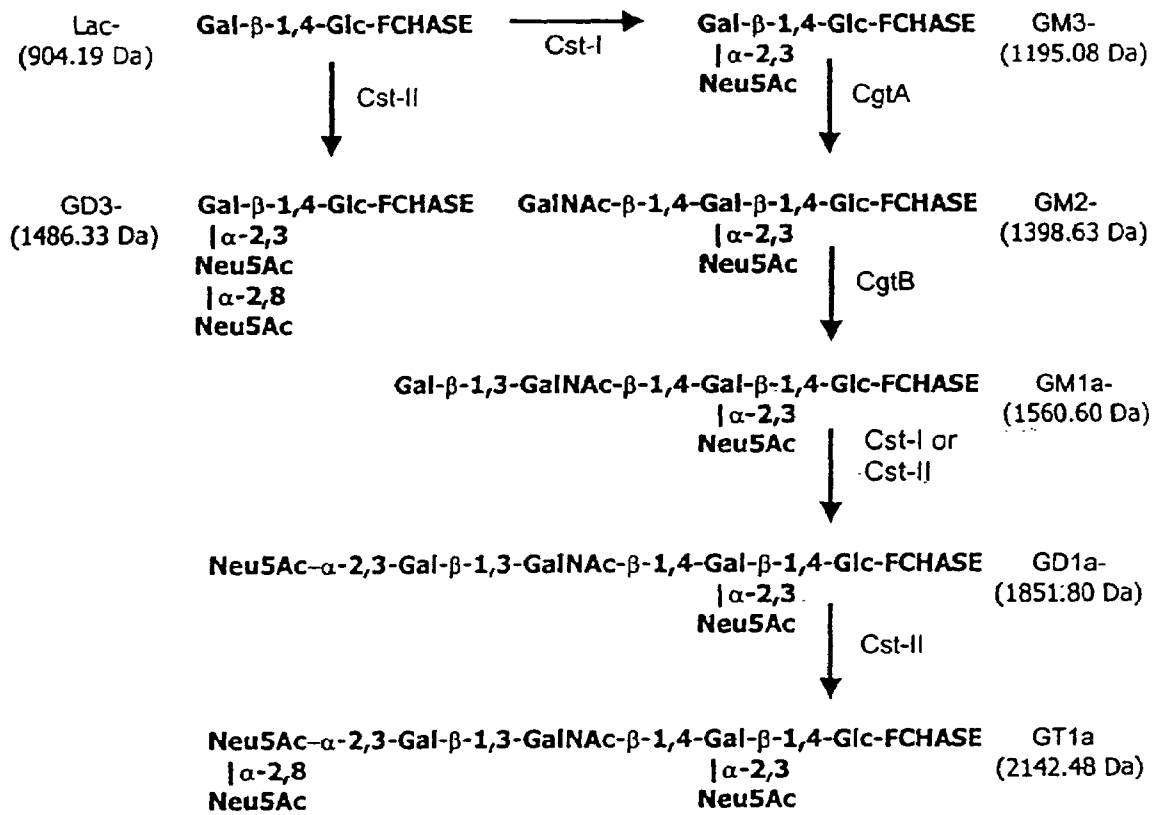 Lac-
(904.19 Da)
Gal-β-1,4-Glc-FCHASE
Cst-I
Gal-β-1,4-Glc-FCHASE
|α-2,3
Neu5Ac
GM3-
(1195.08 Da)
Cst-II
CgtA
GD3-
(1486.33 Da)
Gal-β-1,4-Glc-FCHASE
|α-2,3
Neu5Ac
|α-2,8
Neu5Ac
GalNAc-β-1,4-Gal-β-1,4-Glc-FCHASE
|α-2,3
Neu5Ac
GM2-
(1398.63 Da)
CgtB
Gal-β-1,3-GalNAc-β-1,4-Gal-β-1,4-Glc-FCHASE
|α-2,3
Neu5Ac
GM1a-
(1560.60 Da)
Cst-I or
Cst-II
Neu5Ac-α-2,3-Gal-β-1,3-GalNAc-β-1,4-Gal-β-1,4-Glc-FCHASE
|α-2,3
Neu5Ac
GD1a-
(1851.80 Da)
Cst-II
Neu5Ac-α-2,3-Gal-β-1,3-GalNAc-β-1,4-Gal-β-1,4-Glc-FCHASE
|α-2,8
Neu5Ac
|α-2,3
Neu5Ac
GT1a
(2142.48 Da)